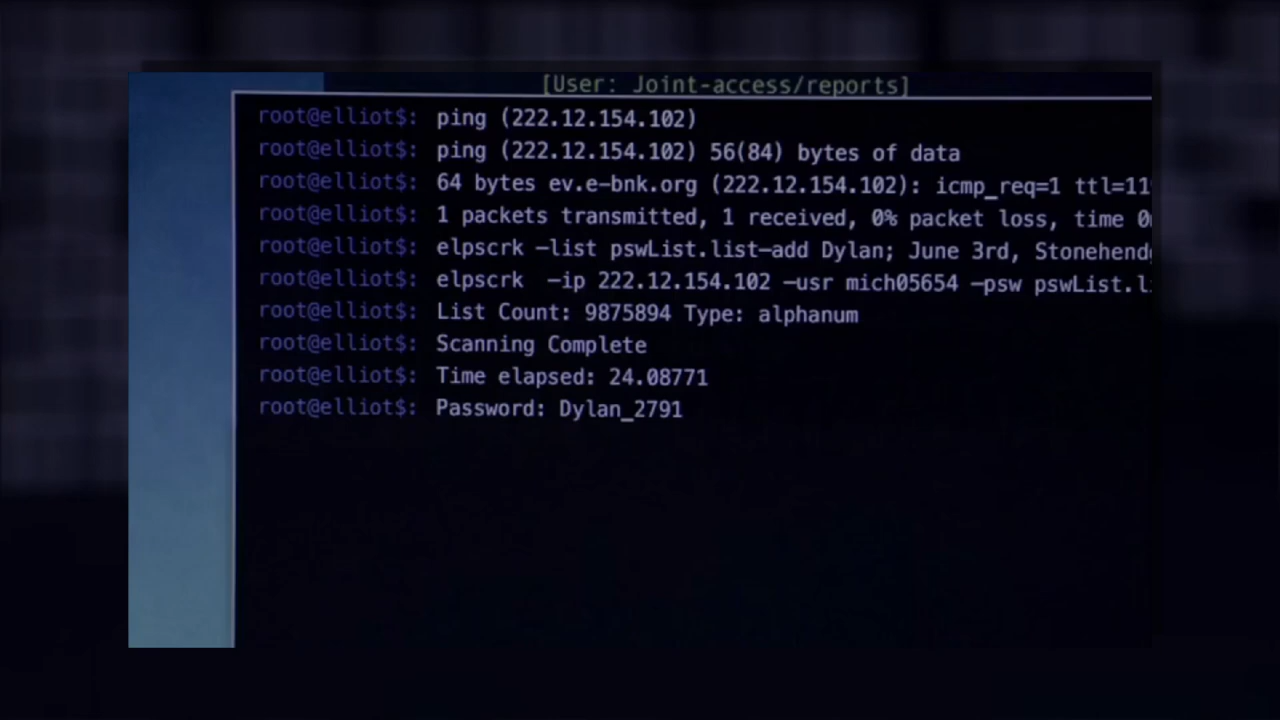 [User: Joint-access/reports]
root@elliot$: ping (222.12.154.102)
root@elliot$: ping (222.12.154.102) 56(84) bytes of data
root@elliot$: 64 bytes ev.e-bnk.org (222.12.154.102): icmp_req=1 ttl=11
root@elliot$: 1 packets transmitted, 1 received, 0% packet loss, time
root@elliot$: elpscrk —list pswList.list—add Dylan; June 3rd,
root@elliot$: elpscrk —ip 222.12.154.102 —usr mich05654 —psw
root@elliot$: List Count: 9875894 Type: alphanum
root@elliot$: Scanning Complete
root@elliot$: Time elapsed: 24.08771
root@elliot$: Password: Dylan_2791